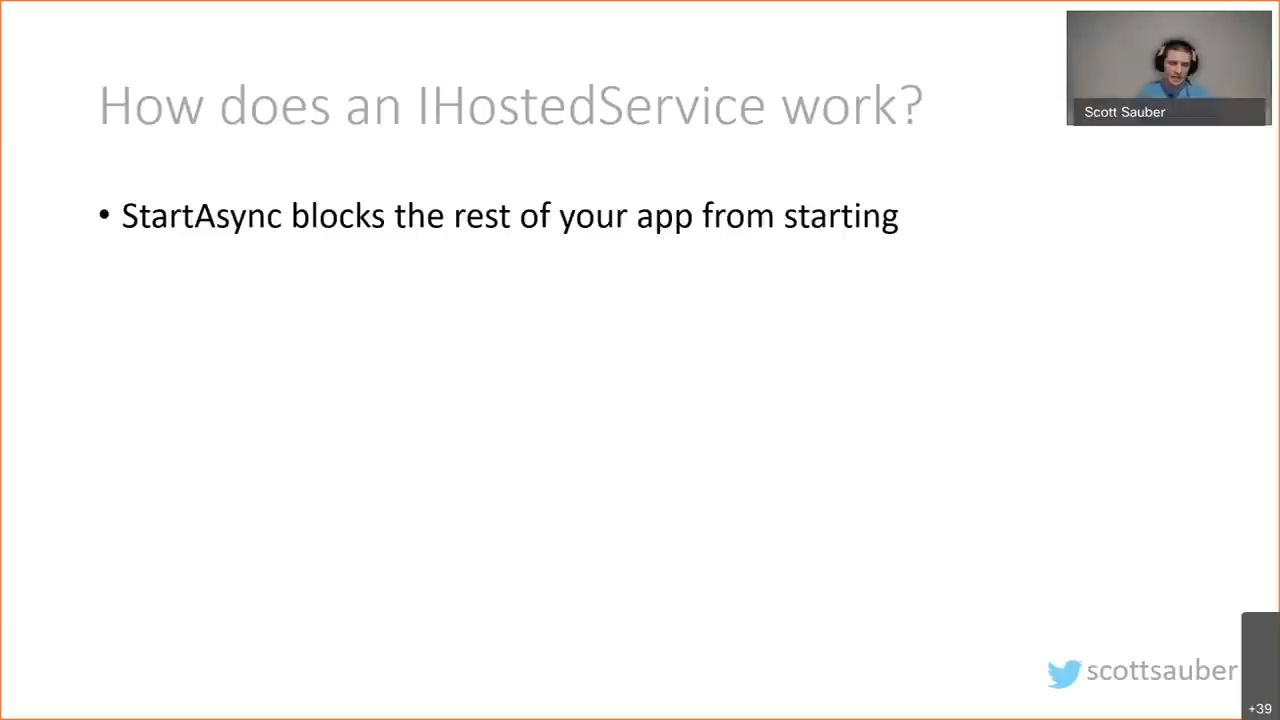 How does an IHostedService work?
Scott Sauber
• StartAsync blocks the rest of your app from starting
scottsauber
+39